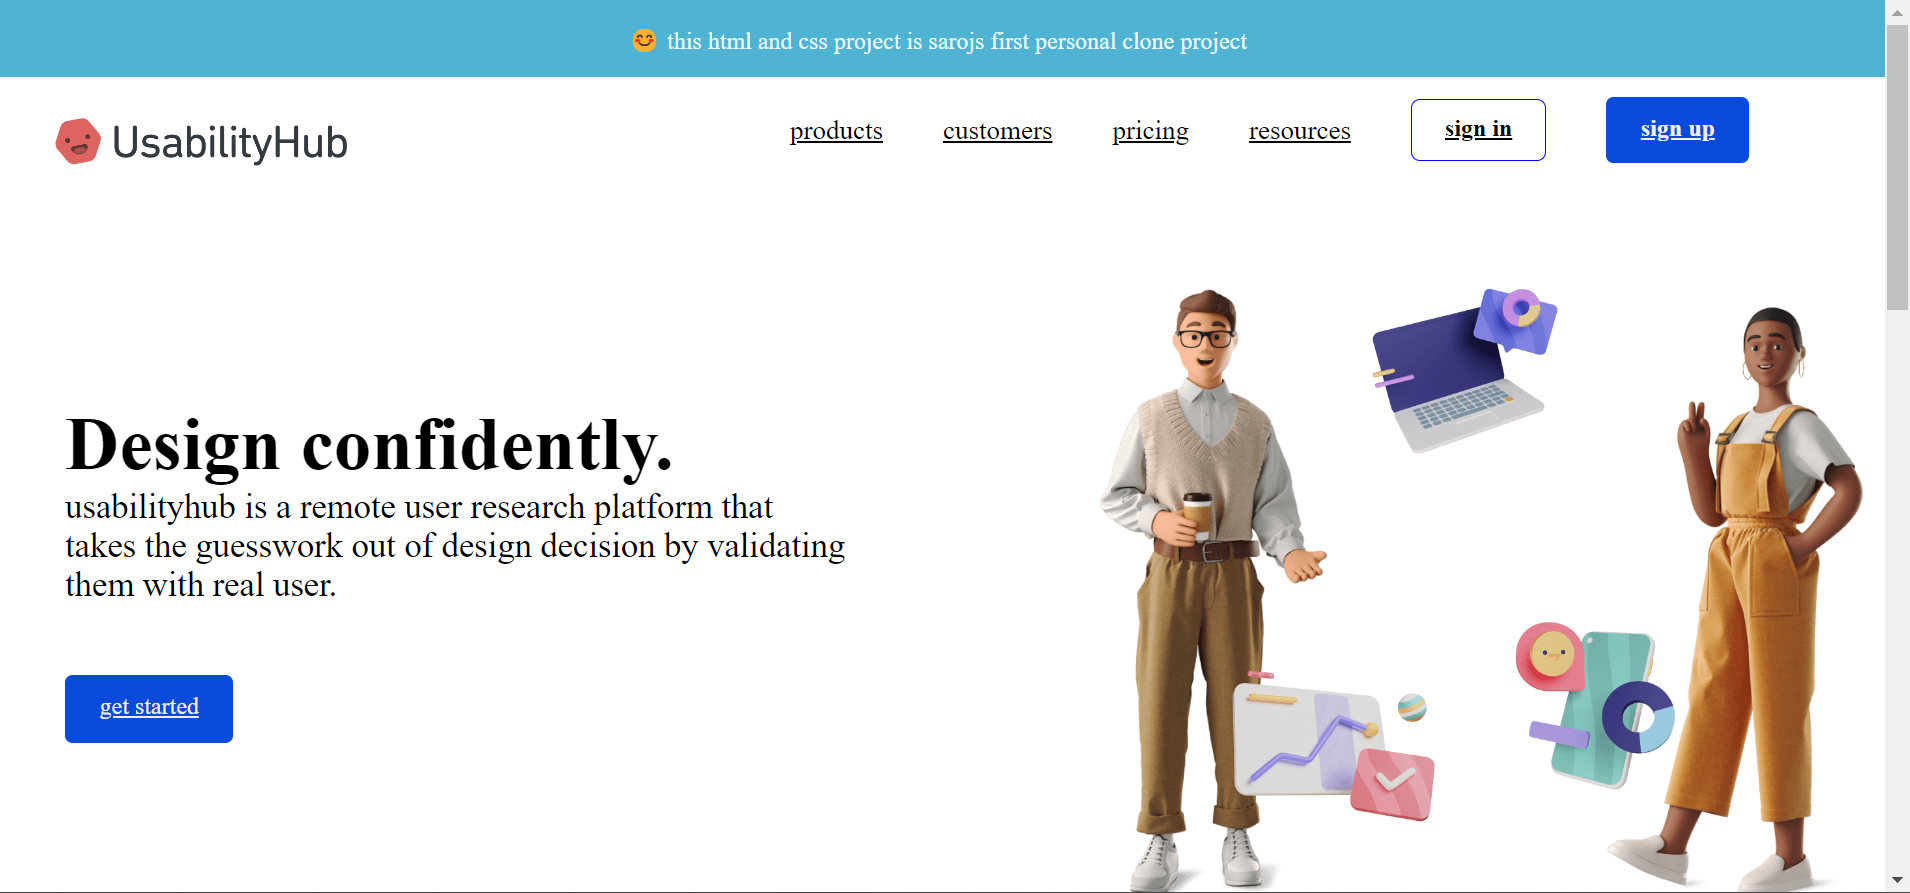 😊 this html and css project is sarojs first personal clone project
UsabilityHub
products customers pricing resources sign in sign up
Design confidently.
usabilityhub is a remote user research platform that
takes the guesswork out of design decision by validating
them with real user.
get started